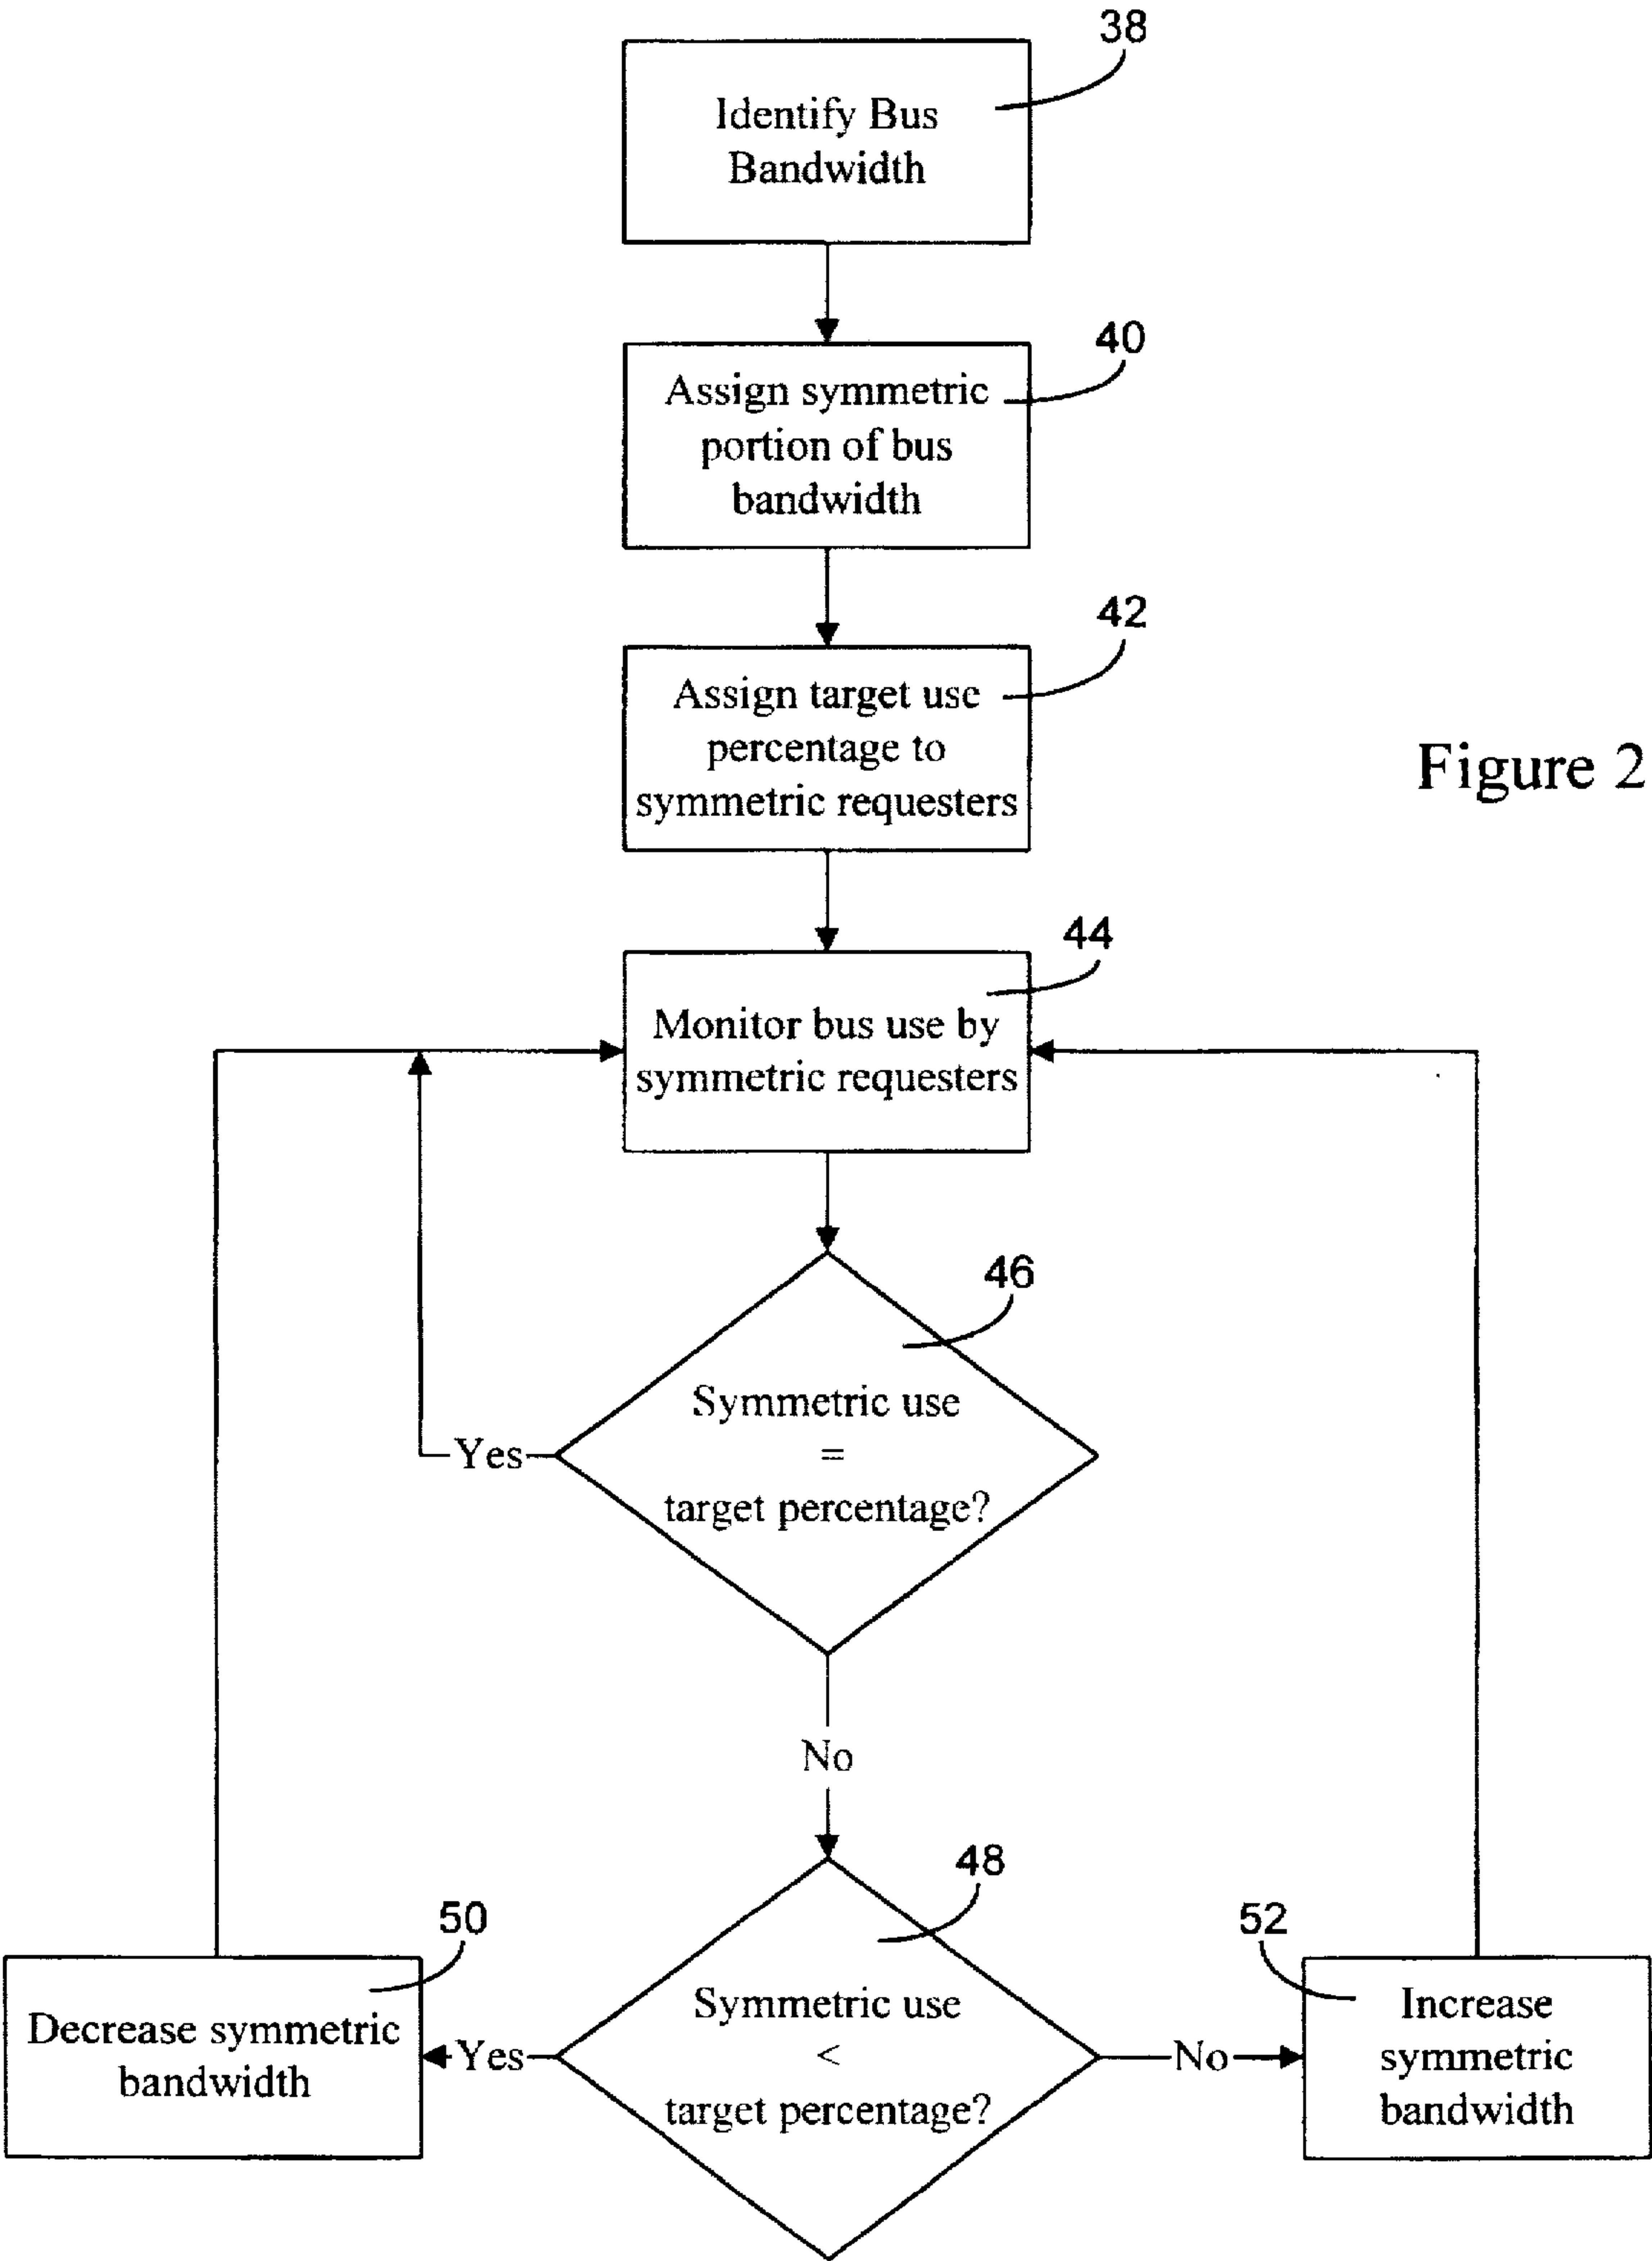 38
Identify Bus
Bandwidth
40
Assign symmetric
portion of bus
bandwidth
42
Assign target use
percentage to
symmetric requesters
Figure 2
44
Monitor bus use by
symmetric requesters
46
Symmetric use
=
target percentage?
Yes
No
48
Symmetric use
<
target percentage?
50
Decrease symmetric
bandwidth
Yes
No
52
Increase
symmetric
bandwidth